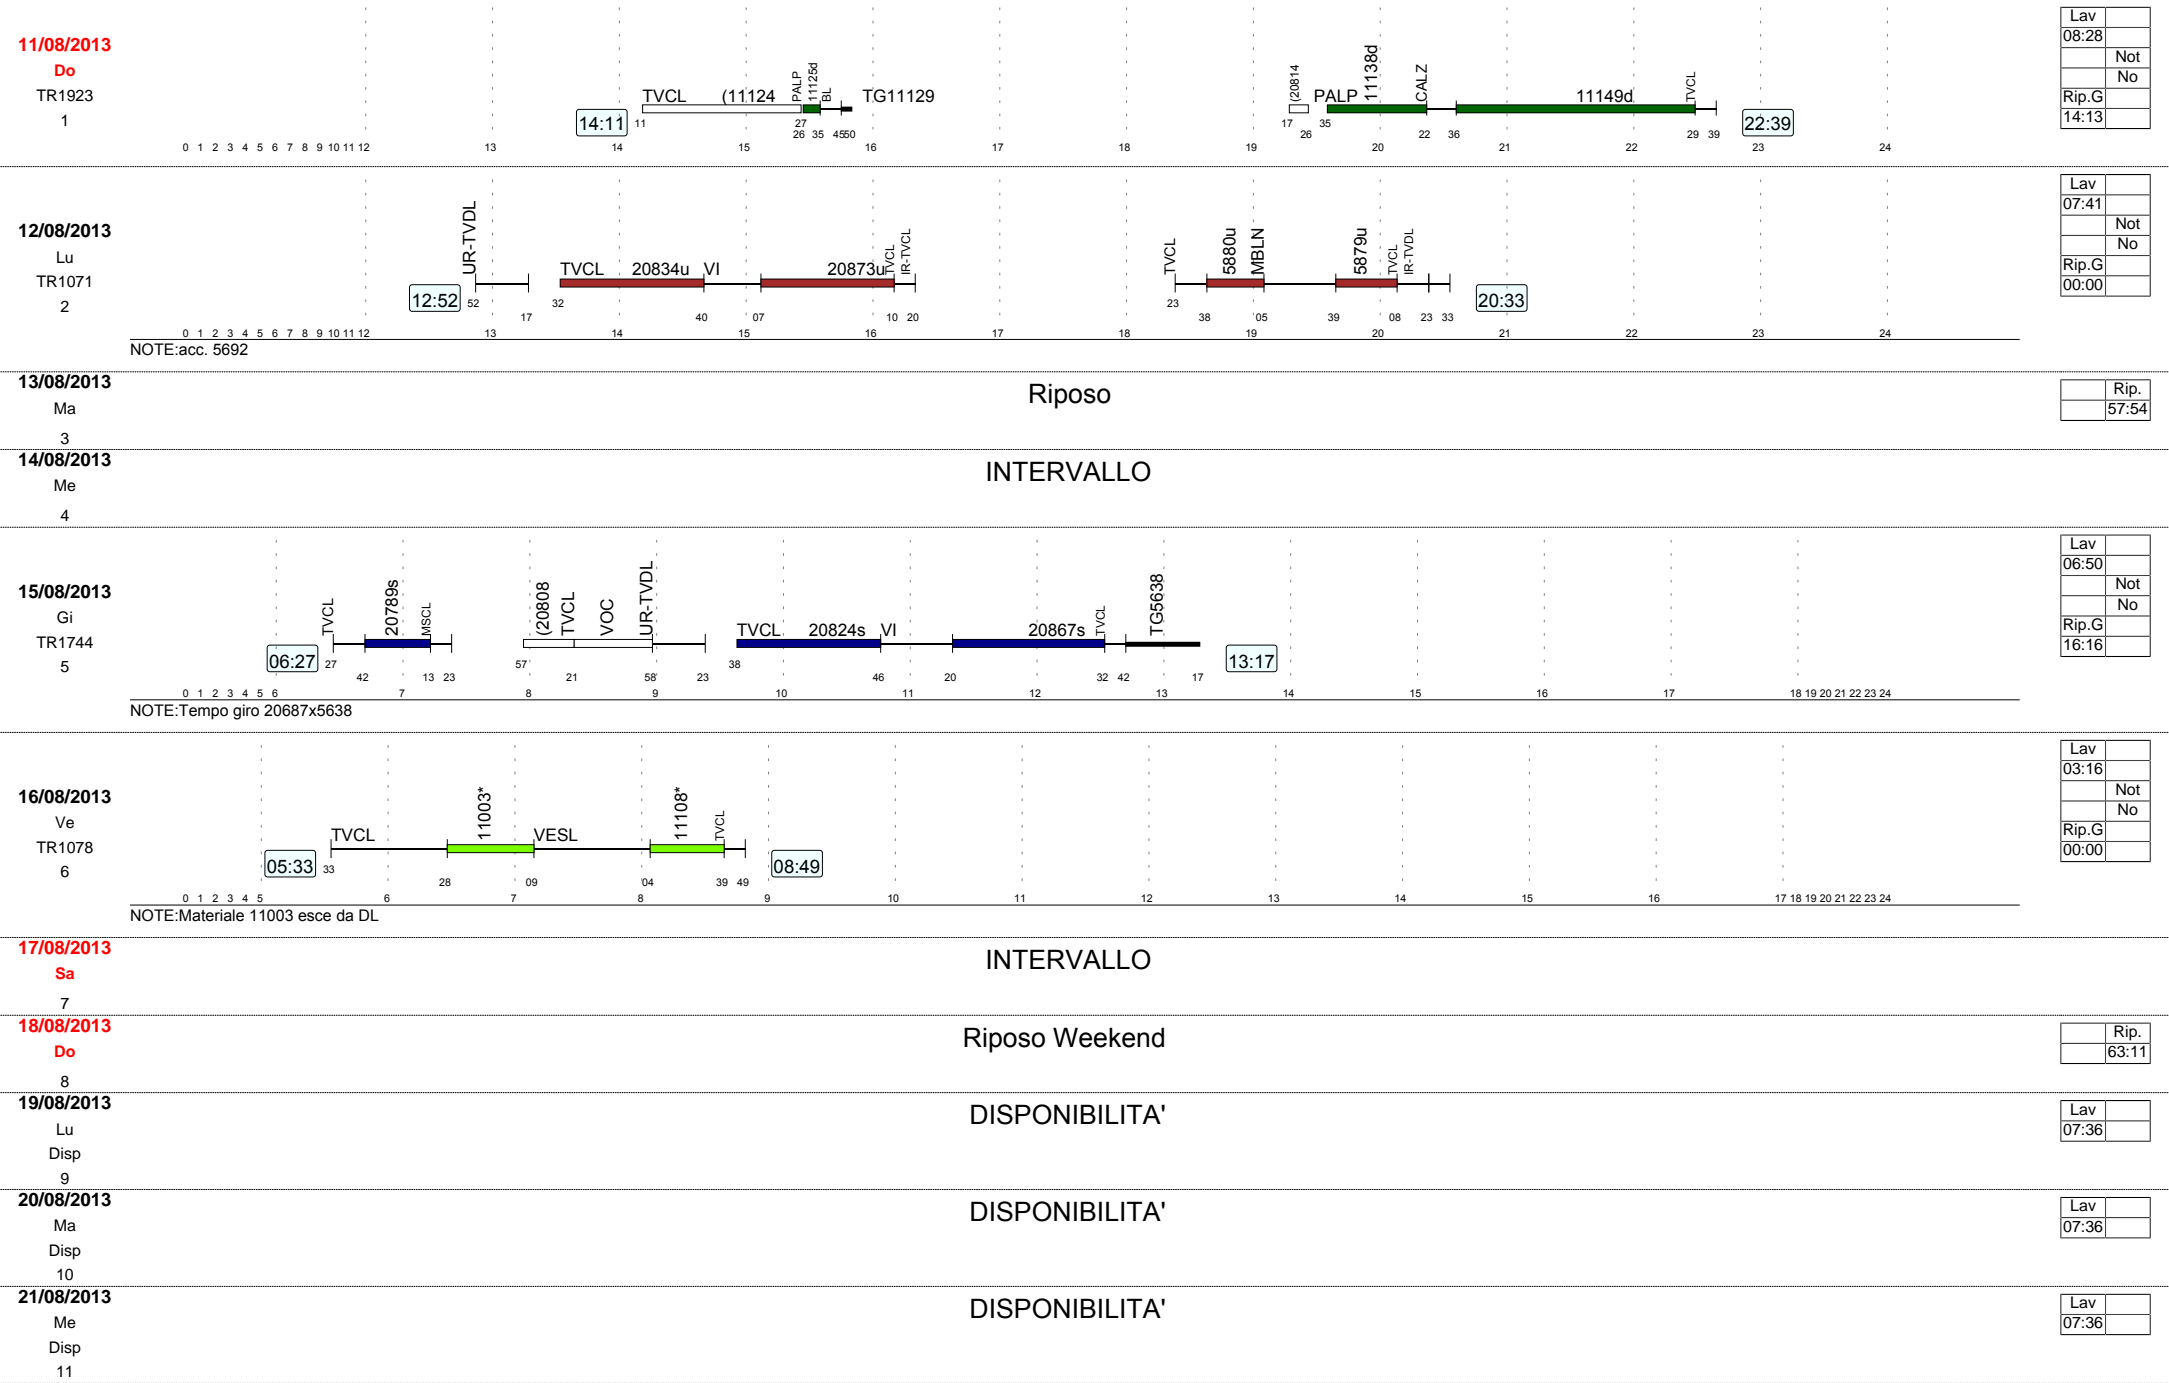 11/08/2013
Do
TR1923
1
14:11
TVCL (11124 PALP 11125d BL TG11129 (20814 PALP 11138d CALZ 11149d TVCL
11 27 26 35 45 50 17 26 35 22 36 29 39
22:39
0 1 2 3 4 5 6 7 8 9 10 11 12 13 14 15 16 17 18 19 20 21 22 23 24
Lav
08:28
Not
No
Rip.G
14:13
12/08/2013
Lu
TR1071
2
12:52
UR-TVDL TVCL 20834u VI 20873u TVCL IR-TVCL TVCL 5880u MBLN 5879u TVCL IR-TVDL
52 17 32 40 07 10 20 23 38 05 39 08 23 33
20:33
0 1 2 3 4 5 6 7 8 9 10 11 12 13 14 15 16 17 18 19 20 21 22 23 24
NOTE:acc. 5692
Lav
07:41
Not
No
Rip.G
00:00
13/08/2013
Ma
3
Riposo
Rip.
57:54
14/08/2013
Me
4
INTERVALLO
15/08/2013
Gi
TR1744
5
06:27
TVCL 20789s MSCL (20808 TVCL VOC UR-TVDL TVCL 20824s VI 20867s TVCL TG5638
27 42 13 23 57 21 58 23 38 46 20 32 42 17
13:17
0 1 2 3 4 5 6 7 8 9 10 11 12 13 14 15 16 17 18 19 20 21 22 23 24
NOTE:Tempo giro 20687x5638
Lav
06:50
Not
No
Rip.G
16:16
16/08/2013
Ve
TR1078
6
05:33
TVCL 11003* VESL 11108* TVCL
33 28 09 04 39 49
08:49
0 1 2 3 4 5 6 7 8 9 10 11 12 13 14 15 16 17 18 19 20 21 22 23 24
NOTE:Materiale 11003 esce da DL
Lav
03:16
Not
No
Rip.G
00:00
17/08/2013
Sa
7
INTERVALLO
18/08/2013
Do
8
Riposo Weekend
Rip.
63:11
19/08/2013
Lu
Disp
9
DISPONIBILITA'
Lav
07:36
20/08/2013
Ma
Disp
10
DISPONIBILITA'
Lav
07:36
21/08/2013
Me
Disp
11
DISPONIBILITA'
Lav
07:36